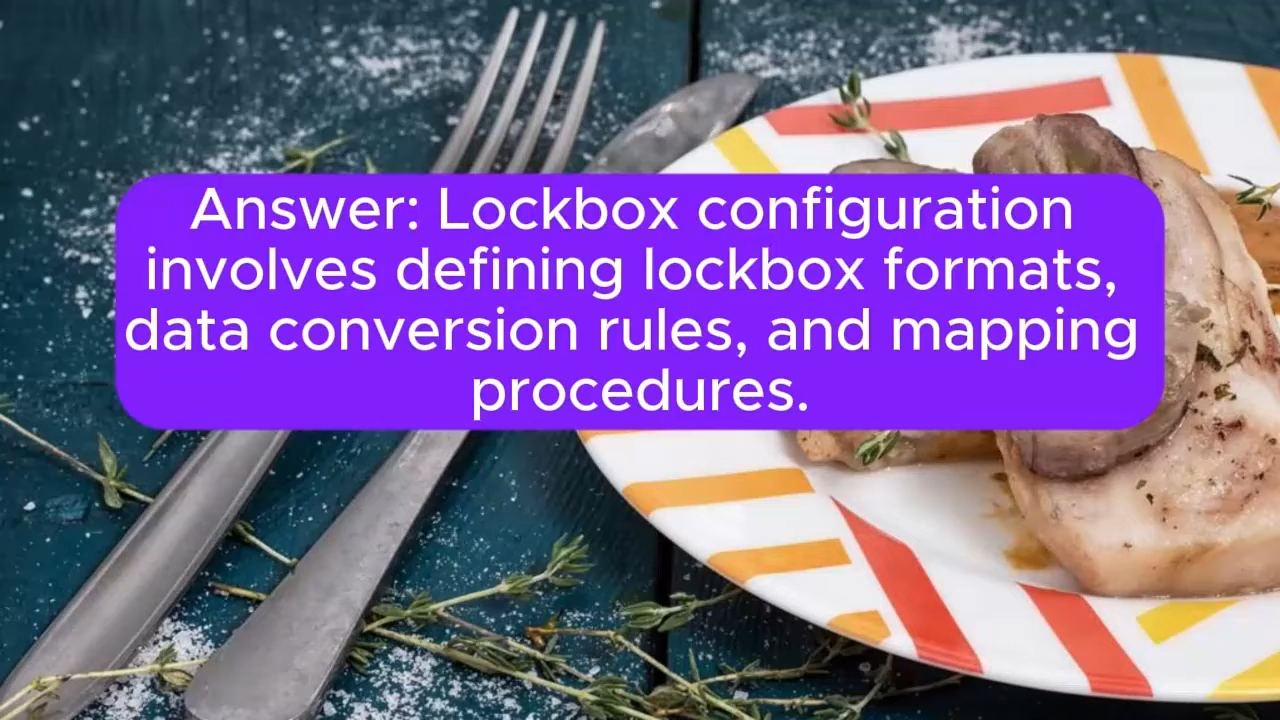 Answer: Lockbox configuration
involves defining lockbox formats,
data conversion rules, and mapping
procedures.